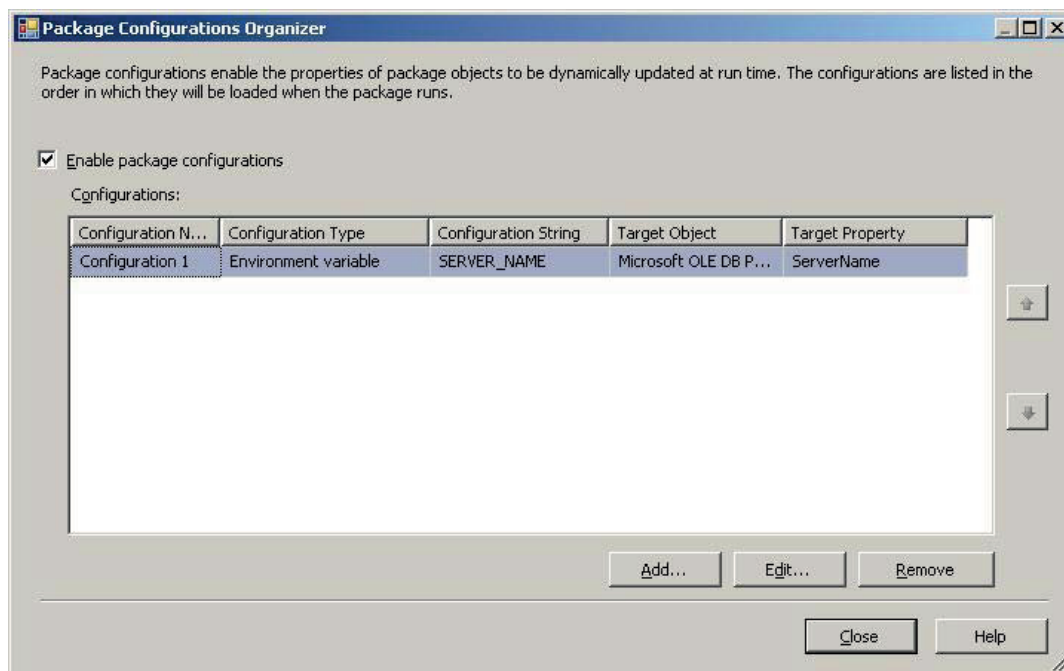 Package Configurations Organizer
Package configurations enable the properties of package objects to be dynamically updated at run time. The configurations are listed in the
order in which they will be loaded when the package runs.
Enable package configurations
Configurations:
Configuration N... Configuration Type Configuration String Target Object Target Property
Configuration 1 Environment variable SERVER_NAME Microsoft OLE DB P... ServerName
Add... Edit... Remove
Close Help